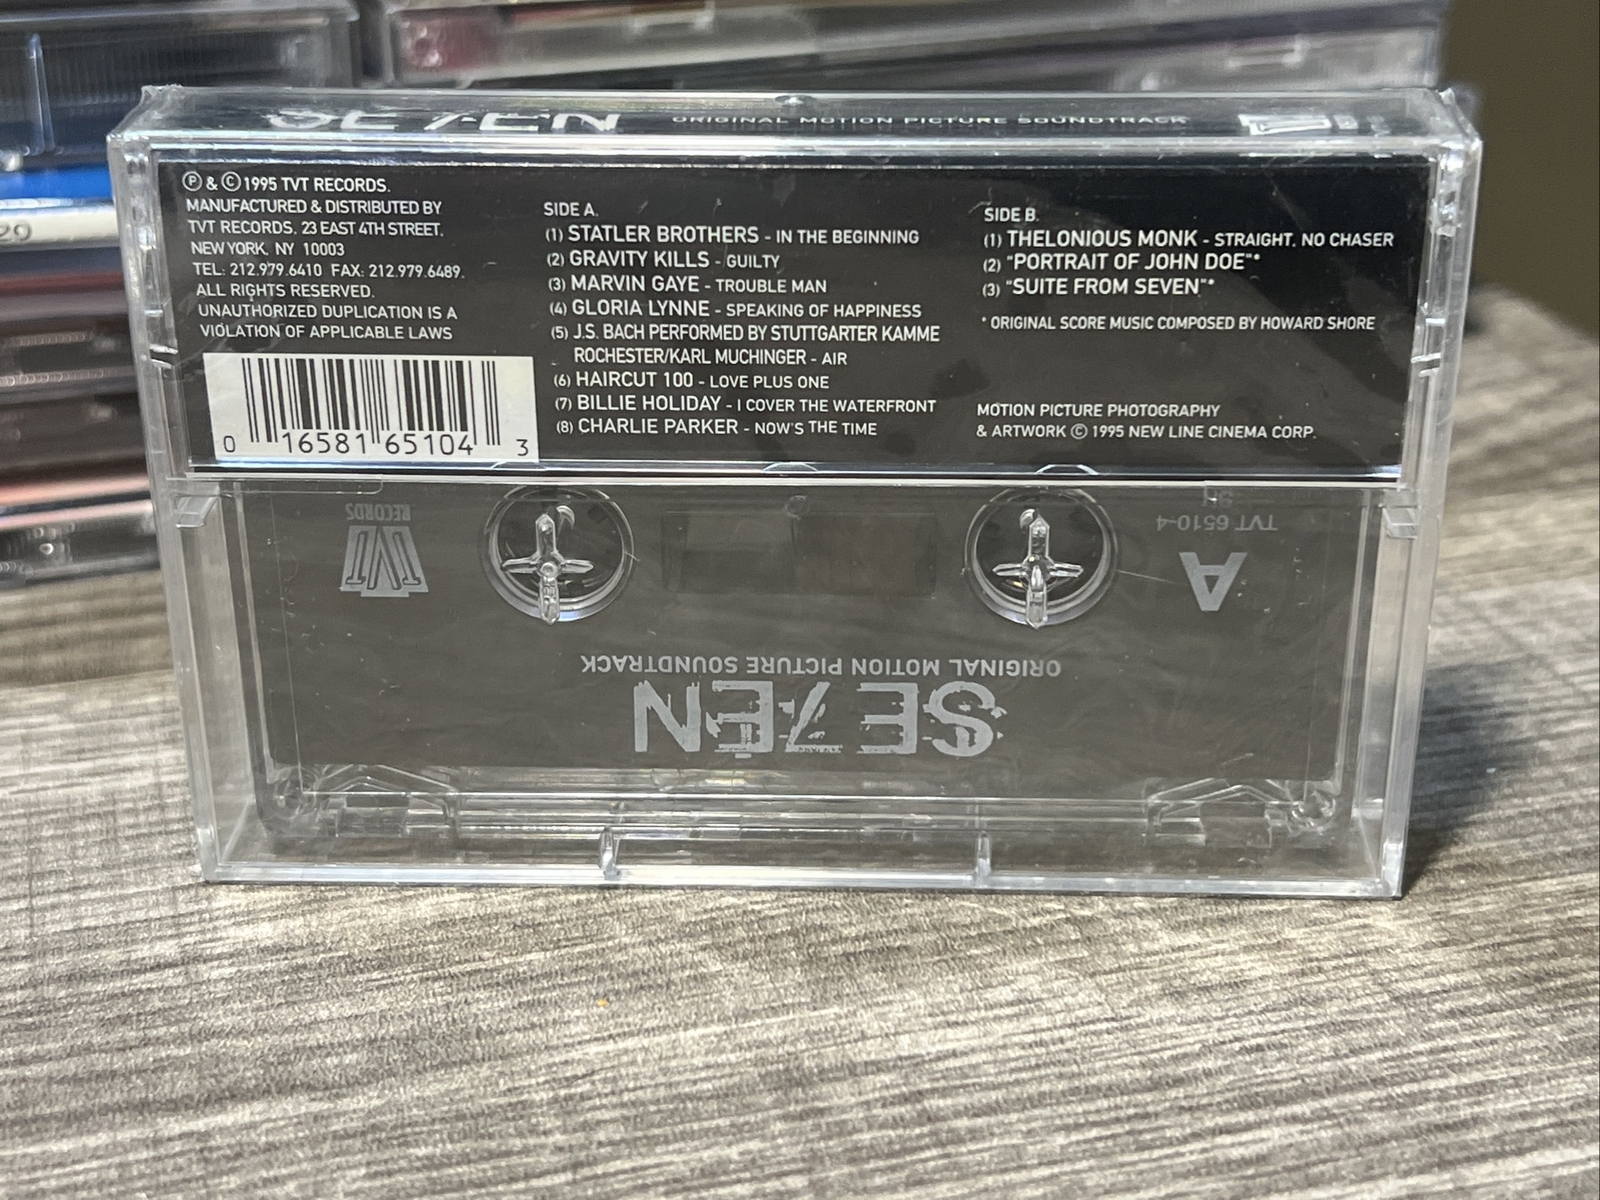 SE7EN ORIGINAL MOTION PICTURE SOUNDTRACK
Ⓟ & © 1995 TVT RECORDS.
MANUFACTURED & DISTRIBUTED BY
TVT RECORDS. 23 EAST 4TH STREET.
NEW YORK. NY 10003
TEL: 212.979.6410 FAX: 212.979.6489.
ALL RIGHTS RESERVED.
UNAUTHORIZED DUPLICATION IS A
VIOLATION OF APPLICABLE LAWS
0 16581 65104 3
SIDE A.
(1) STATLER BROTHERS - IN THE BEGINNING
(2) GRAVITY KILLS - GUILTY
(3) MARVIN GAYE - TROUBLE MAN
(4) GLORIA LYNNE - SPEAKING OF HAPPINESS
(5) J.S. BACH PERFORMED BY STUTTGARTER KAMME
ROCHESTER/KARL MUCHINGER - AIR
(6) HAIRCUT 100 - LOVE PLUS ONE
(7) BILLIE HOLIDAY - I COVER THE WATERFRONT
(8) CHARLIE PARKER - NOW'S THE TIME
SIDE B.
(1) THELONIOUS MONK - STRAIGHT. NO CHASER
(2) "PORTRAIT OF JOHN DOE"*
(3) "SUITE FROM SEVEN"*
* ORIGINAL SCORE MUSIC COMPOSED BY HOWARD SHORE
MOTION PICTURE PHOTOGRAPHY
& ARTWORK © 1995 NEW LINE CINEMA CORP.
SE7EN
ORIGINAL MOTION PICTURE SOUNDTRACK
A
TVT 6510-4
TVT
RECORDS
29